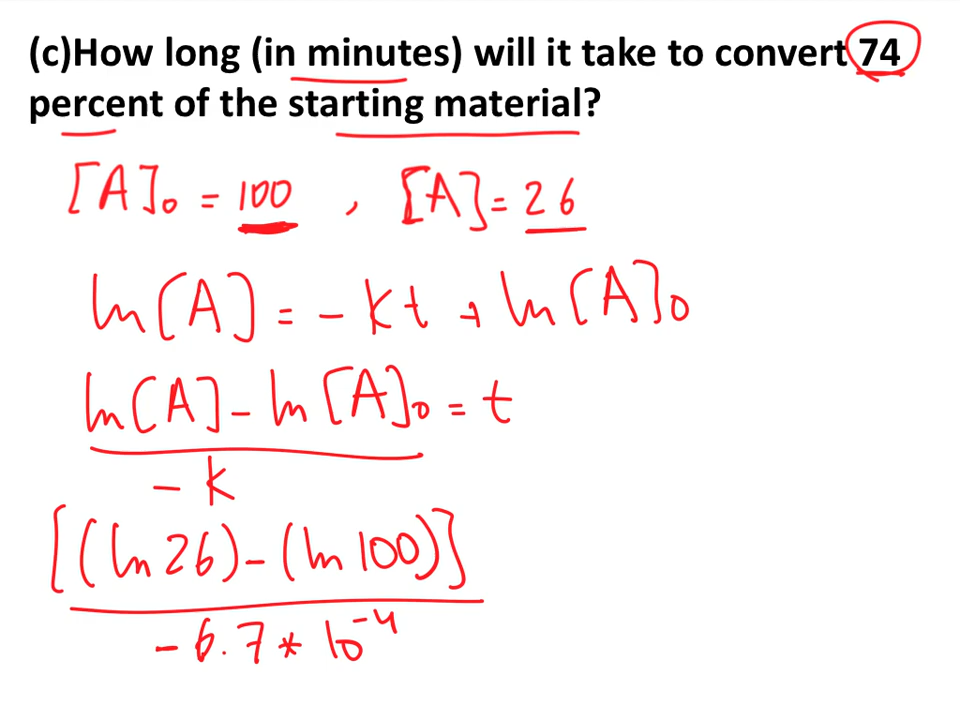 (c)How long (in minutes) will it take to convert 74
percent of the starting material?
[A]₀ = 100 , [A] = 26
ln[A] = - kt + ln[A]₀
ln[A] - ln[A]₀ = t
- k
[(ln 26) - (ln 100)]
- 6.7 * 10⁻⁴